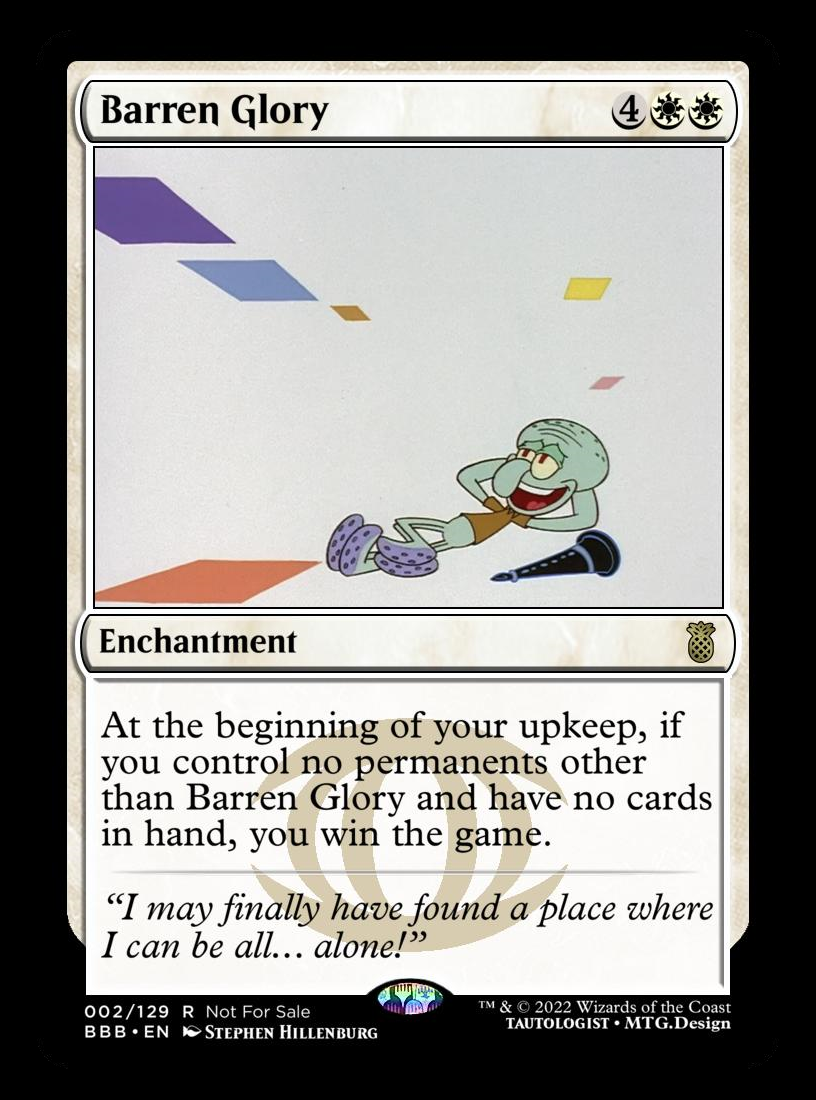 Barren Glory 4
Enchantment
At the beginning of your upkeep, if
you control no permanents other
than Barren Glory and have no cards
in hand, you win the game.
“I may finally have found a place where
I can be all... alone!”
002/129 R Not For Sale
BBB • EN STEPHEN HILLENBURG
™ & © 2022 Wizards of the Coast
TAUTOLOGIST • MTG.Design